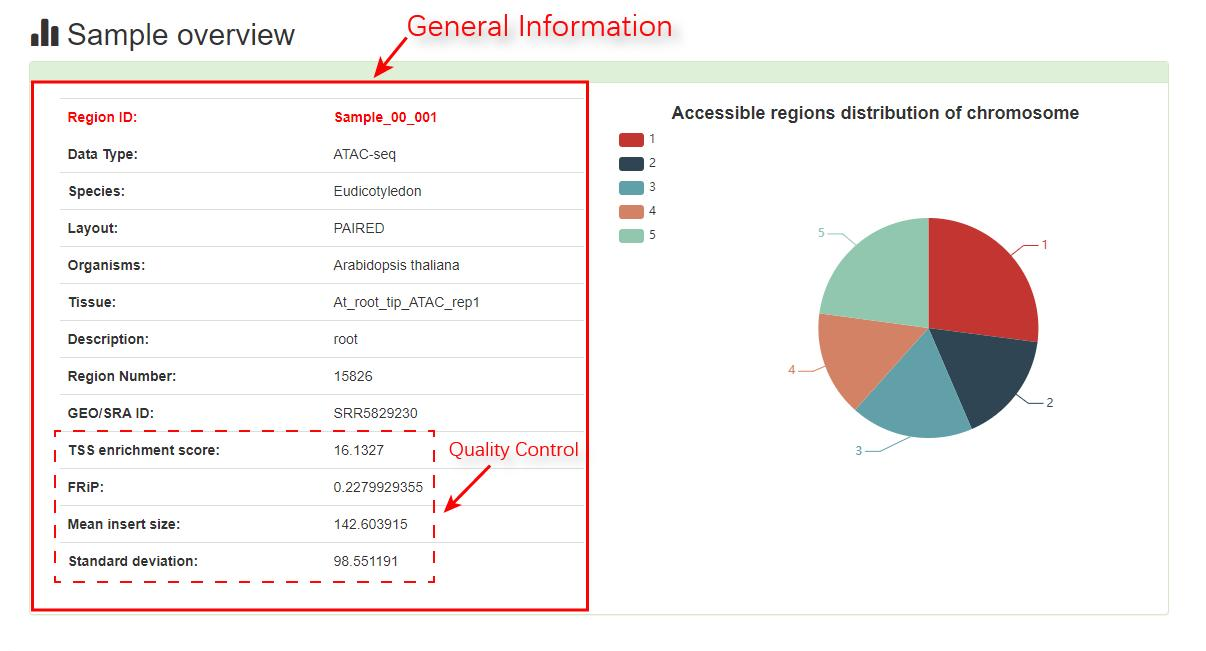 General Information
Sample overview
Region ID: Sample_00_001
Data Type: ATAC-seq
Species: Eudicotyledon
Layout: PAIRED
Organisms: Arabidopsis thaliana
Tissue: At_root_tip_ATAC_rep1
Description: root
Region Number: 15826
GEO/SRA ID: SRR5829230
TSS enrichment score: 16.1327
Quality Control
FRiP: 0.2279929355
Mean insert size: 142.603915
Standard deviation: 98.551191
Accessible regions distribution of chromosome
1
2
3
4
5
5
1
4
2
3